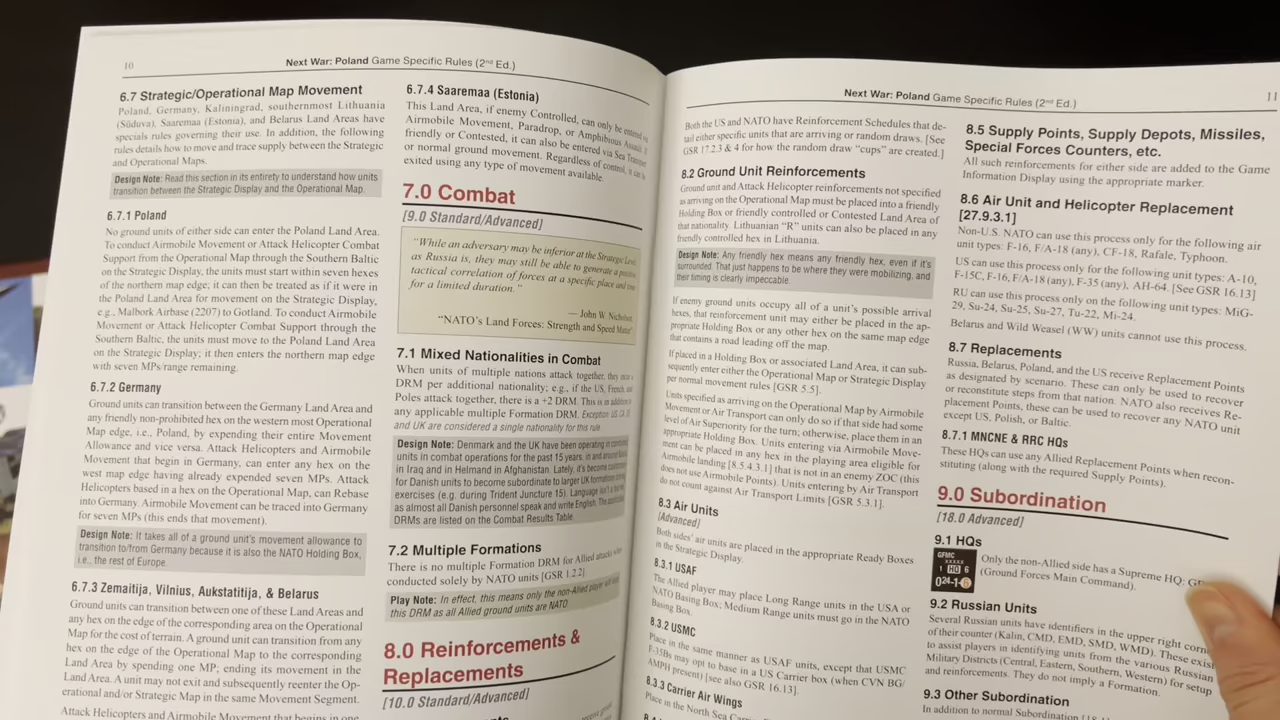 10
Next War: Poland Game Specific Rules (2nd Ed.)
6.7 Strategic/Operational Map Movement
Poland, Germany, Kaliningrad, southernmost Lithuania
(Sūduva), Saaremaa (Estonia), and Belarus Land Areas have
specials rules governing their use. In addition, the following
rules details how to move and trace supply between the Strategic
and Operational Maps.
Design Note: Read this section in its entirety to understand how units
transition between the Strategic Display and the Operational Map.
6.7.1 Poland
No ground units of either side can enter the Poland Land Area.
To conduct Airmobile Movement or Attack Helicopter Combat
Support from the Operational Map through the Southern Baltic
on the Strategic Display, the units must start within seven hexes
of the northern map edge; it can then be treated as if it were in
the Poland Land Area for movement on the Strategic Display,
e.g., Malbork Airbase (2207) to Gotland. To conduct Airmobile
Movement or Attack Helicopter Combat Support through the
Southern Baltic, the units must move to the Poland Land Area
on the Strategic Display; it then enters the northern map edge
with seven MPs/range remaining.
6.7.2 Germany
Ground units can transition between the Germany Land Area and
any friendly non-prohibited hex on the western most Operational
Map edge, i.e., Poland, by expending their entire Movement
Allowance and vice versa. Attack Helicopters and Airmobile
Movement that begin in Germany, can enter any hex on the
west map edge having already expended seven MPs. Attack
Helicopters based in a hex on the Operational Map, can Rebase
into Germany. Airmobile Movement can be traced into Germany
for seven MPs (this ends that movement).
Design Note: It takes all of a ground unit's movement allowance to
transition to/from Germany because it is also the NATO Holding Box,
i.e., the rest of Europe.
6.7.3 Zemaitija, Vilnius, Aukstatitija, & Belarus
Ground units can transition between one of these Land Areas and
any hex on the edge of the corresponding area on the Operational
Map for the cost of terrain. A ground unit can transition from any
hex on the edge of the Operational Map to the corresponding
Land Area by spending one MP; ending its movement in the
Land Area. A unit may not exit and subsequently reenter the Op-
erational and/or Strategic Map in the same Movement Segment.
Attack Helicopters and Airmobile Movement that begins in one
6.7.4 Saaremaa (Estonia)
This Land Area, if enemy Controlled, can only be entered via
Airmobile Movement, Paradrop, or Amphibious Assault. If
friendly or Contested, it can also be entered via Sea Transport
or normal ground movement. Regardless of control, it can be
exited using any type of movement available.
7.0 Combat
[9.0 Standard/Advanced]
"While an adversary may be inferior at the Strategic Level,
as Russia is, they may still be able to generate a positive
tactical correlation of forces at a specific place and time
for a limited duration."
— John W. Nicholson,
"NATO's Land Forces: Strength and Speed Matter"
7.1 Mixed Nationalities in Combat
When units of multiple nations attack together, they incur a
DRM per additional nationality; e.g., if the US, French, and
Poles attack together, there is a +2 DRM. This is in addition to
any applicable multiple Formation DRM. Exception: US, CA,
and UK are considered a single nationality for this rule.
Design Note: Denmark and the UK have been operating in combined
units in combat operations for the past 15 years, in and around
in Iraq and in Helmand in Afghanistan. Lately, it's become
for Danish units to become subordinate to larger UK formations during
exercises (e.g. during Trident Juncture 15). Language isn't a
as almost all Danish personnel speak and write English. The
DRMs are listed on the Combat Results Table.
7.2 Multiple Formations
There is no multiple Formation DRM for Allied attacks
conducted solely by NATO units [GSR 1.2.2]
Play Note: In effect, this means only the non-Allied player will
this DRM as all Allied ground units are NATO.
8.0 Reinforcements &
Replacements
[10.0 Standard/Advanced]
Next War: Poland Game Specific Rules (2nd Ed.)
11
Both the US and NATO have Reinforcement Schedules that de-
tail either specific units that are arriving or random draws. [See
GSR 17.2.3 & 4 for how the random draw "cups" are created.]
8.2 Ground Unit Reinforcements
Ground unit and Attack Helicopter reinforcements not specified
as arriving on the Operational Map must be placed into a friendly
Holding Box or friendly controlled or Contested Land Area of
that nationality. Lithuanian "R" units can also be placed in any
friendly controlled hex in Lithuania.
Design Note: Any friendly hex means any friendly hex, even if it's
surrounded. That just happens to be where they were mobilizing, and
their timing is clearly impeccable.
If enemy ground units occupy all of a unit's possible arrival
hexes, that reinforcement unit may either be placed in the ap-
propriate Holding Box or any other hex on the same map edge
that contains a road leading off the map.
If placed in a Holding Box or associated Land Area, it can sub-
sequently enter either the Operational Map or Strategic Display
per normal movement rules [GSR 5.5].
Units specified as arriving on the Operational Map by Airmobile
Movement or Air Transport can only do so if that side had some
level of Air Superiority for the turn; otherwise, place them in an
appropriate Holding Box. Units entering via Airmobile Move-
ment can be placed in any hex in the playing area eligible for
Airmobile landing [8.5.4.3.1] that is not in an enemy ZOC (this
does not use Airmobile Points). Units entering by Air Transport
do not count against Air Transport Limits [GSR 5.3.1].
8.3 Air Units
[Advanced]
Both sides' air units are placed in the appropriate Ready Boxes
in the Strategic Display.
8.3.1 USAF
The Allied player may place Long Range units in the USA or
NATO Basing Box; Medium Range units must go in the NATO
Basing Box.
8.3.2 USMC
Place in the same manner as USAF units, except that USMC
F-35Bs may opt to base in a US Carrier box (when CVN BG/
AMPH present) [see also GSR 16.13].
8.3.3 Carrier Air Wings
Place in the North Sea Carrier
8.5 Supply Points, Supply Depots, Missiles,
Special Forces Counters, etc.
All such reinforcements for either side are added to the Game
Information Display using the appropriate marker.
8.6 Air Unit and Helicopter Replacement
[27.9.3.1]
Non-U.S. NATO can use this process only for the following air
unit types: F-16, F/A-18 (any), CF-18, Rafale, Typhoon.
US can use this process only for the following unit types: A-10,
F-15C, F-16, F/A-18 (any), F-35 (any), AH-64. [See GSR 16.13]
RU can use this process only on the following unit types: MiG-
29, Su-24, Su-25, Su-27, Tu-22, Mi-24.
Belarus and Wild Weasel (WW) units cannot use this process.
8.7 Replacements
Russia, Belarus, Poland, and the US receive Replacement Points
as designated by scenario. These can only be used to recover
or reconstitute steps from that nation. NATO also receives Re-
placement Points, these can be used to recover any NATO unit
except US, Polish, or Baltic.
8.7.1 MNCNE & RRC HQs
These HQs can use any Allied Replacement Points when recon-
stituting (along with the required Supply Points).
9.0 Subordination
[18.0 Advanced]
9.1 HQs
GFMC
XXXXX
1 HQ 6
Only the non-Allied side has a Supreme HQ:
(Ground Forces Main Command).
9.2 Russian Units
Several Russian units have identifiers in the upper right
of their counter (Kalin, CMD, EMD, SMD, WMD). These exist
to assist players in identifying units from the various Russian
Military Districts (Central, Eastern, Southern, Western) for setup
and reinforcements. They do not imply a Formation.
9.3 Other Subordination
In addition to normal Subordination